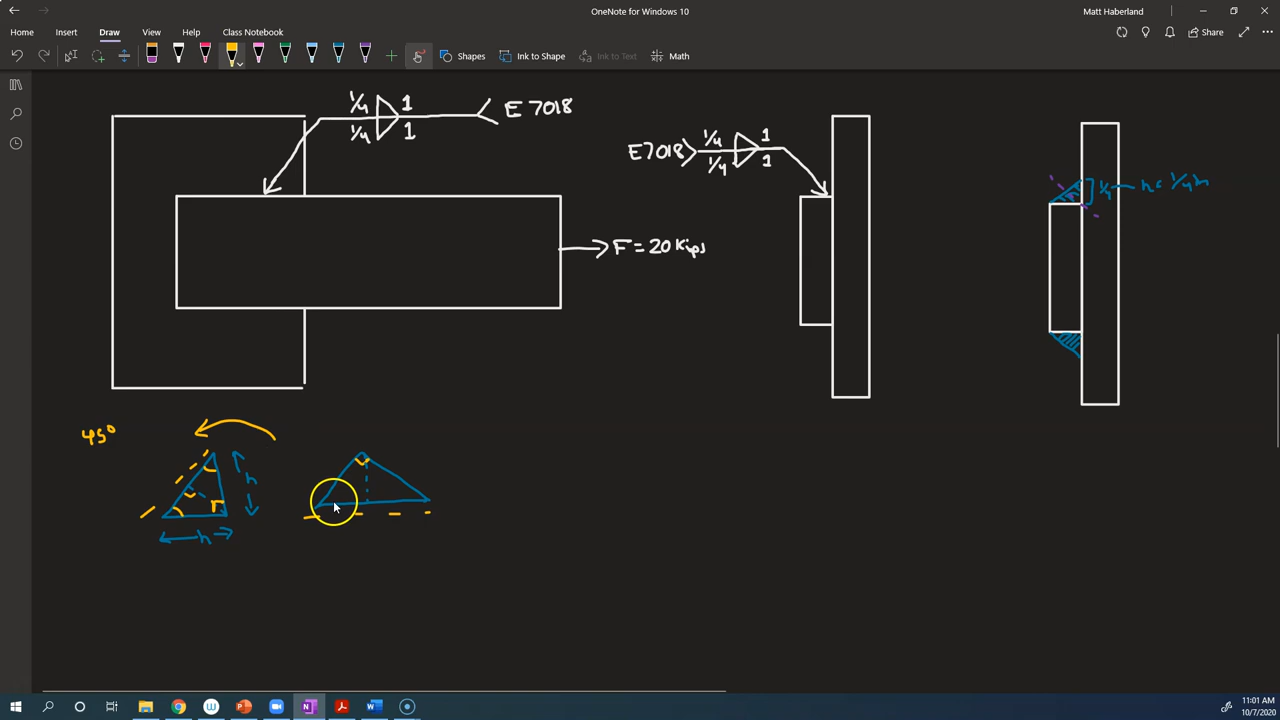 OneNote for Windows 10
Matt Haberland
Home Insert Draw View Help Class Notebook
Shapes Ink to Shape Ink to Text Math
Share
1/4 1
1/4 1
E 7018
F = 20 Kips
E7018 1/4 1
1/4 1
1/4 h = 1/4 in
45°
h
h
11:01 AM
10/7/2020